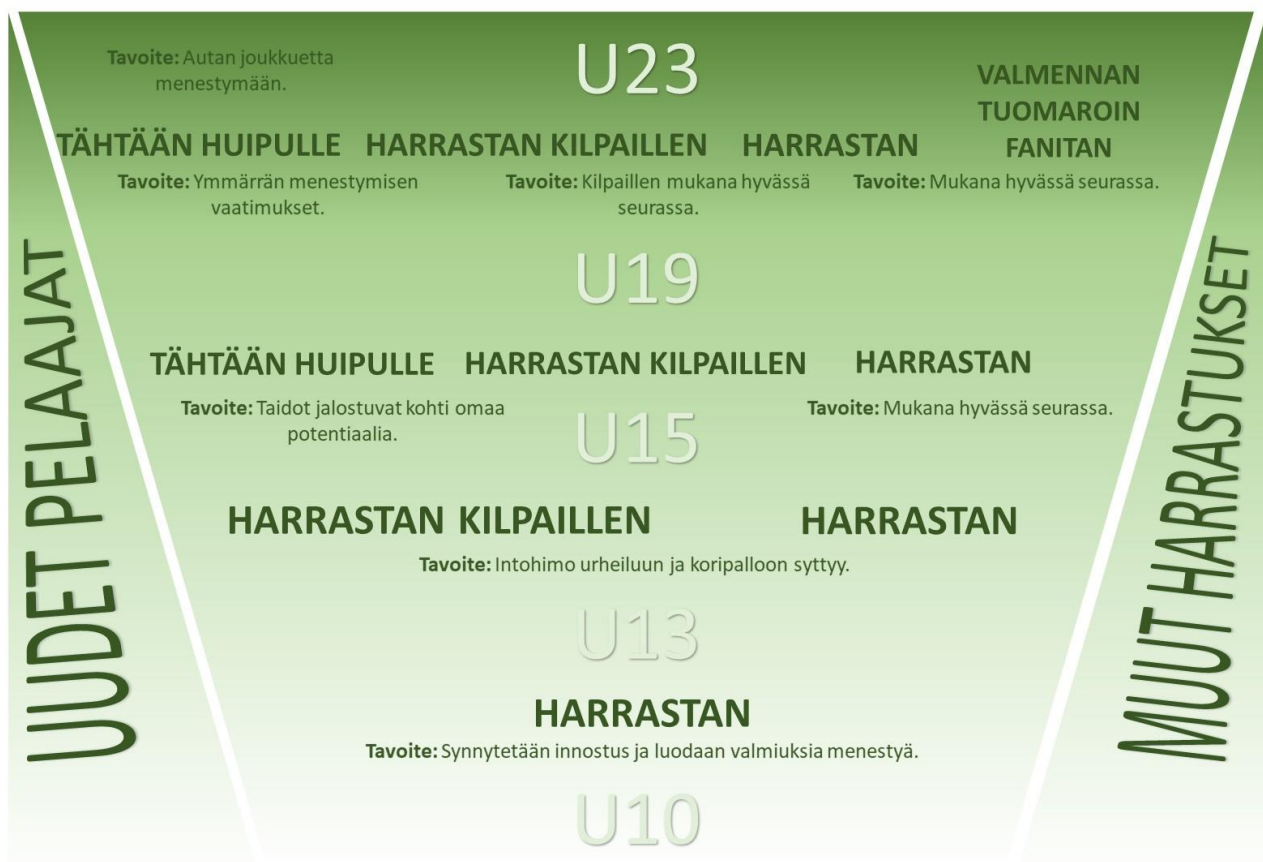 Tavoite: Autan joukkuetta
menestymään.
U23
VALMENNAN
TUOMAROIN
FANITAN
TÄHTÄÄN HUIPULLE
HARRASTAN KILPAILLEN
HARRASTAN
Tavoite: Ymmärrän menestymisen
vaatimukset.
Tavoite: Kilpaillen mukana hyvässä
seurassa.
Tavoite: Mukana hyvässä seurassa.
U19
TÄHTÄÄN HUIPULLE
HARRASTAN KILPAILLEN
HARRASTAN
Tavoite: Taidot jalostuvat kohti omaa
potentiaalia.
Tavoite: Mukana hyvässä seurassa.
U15
HARRASTAN KILPAILLEN
HARRASTAN
Tavoite: Intohimo urheiluun ja koripalloon syttyy.
U13
HARRASTAN
Tavoite: Synnytetään innostus ja luodaan valmiuksia menestyä.
U10
UUDET PELAAJAT
MUUT HARRASTUKSET